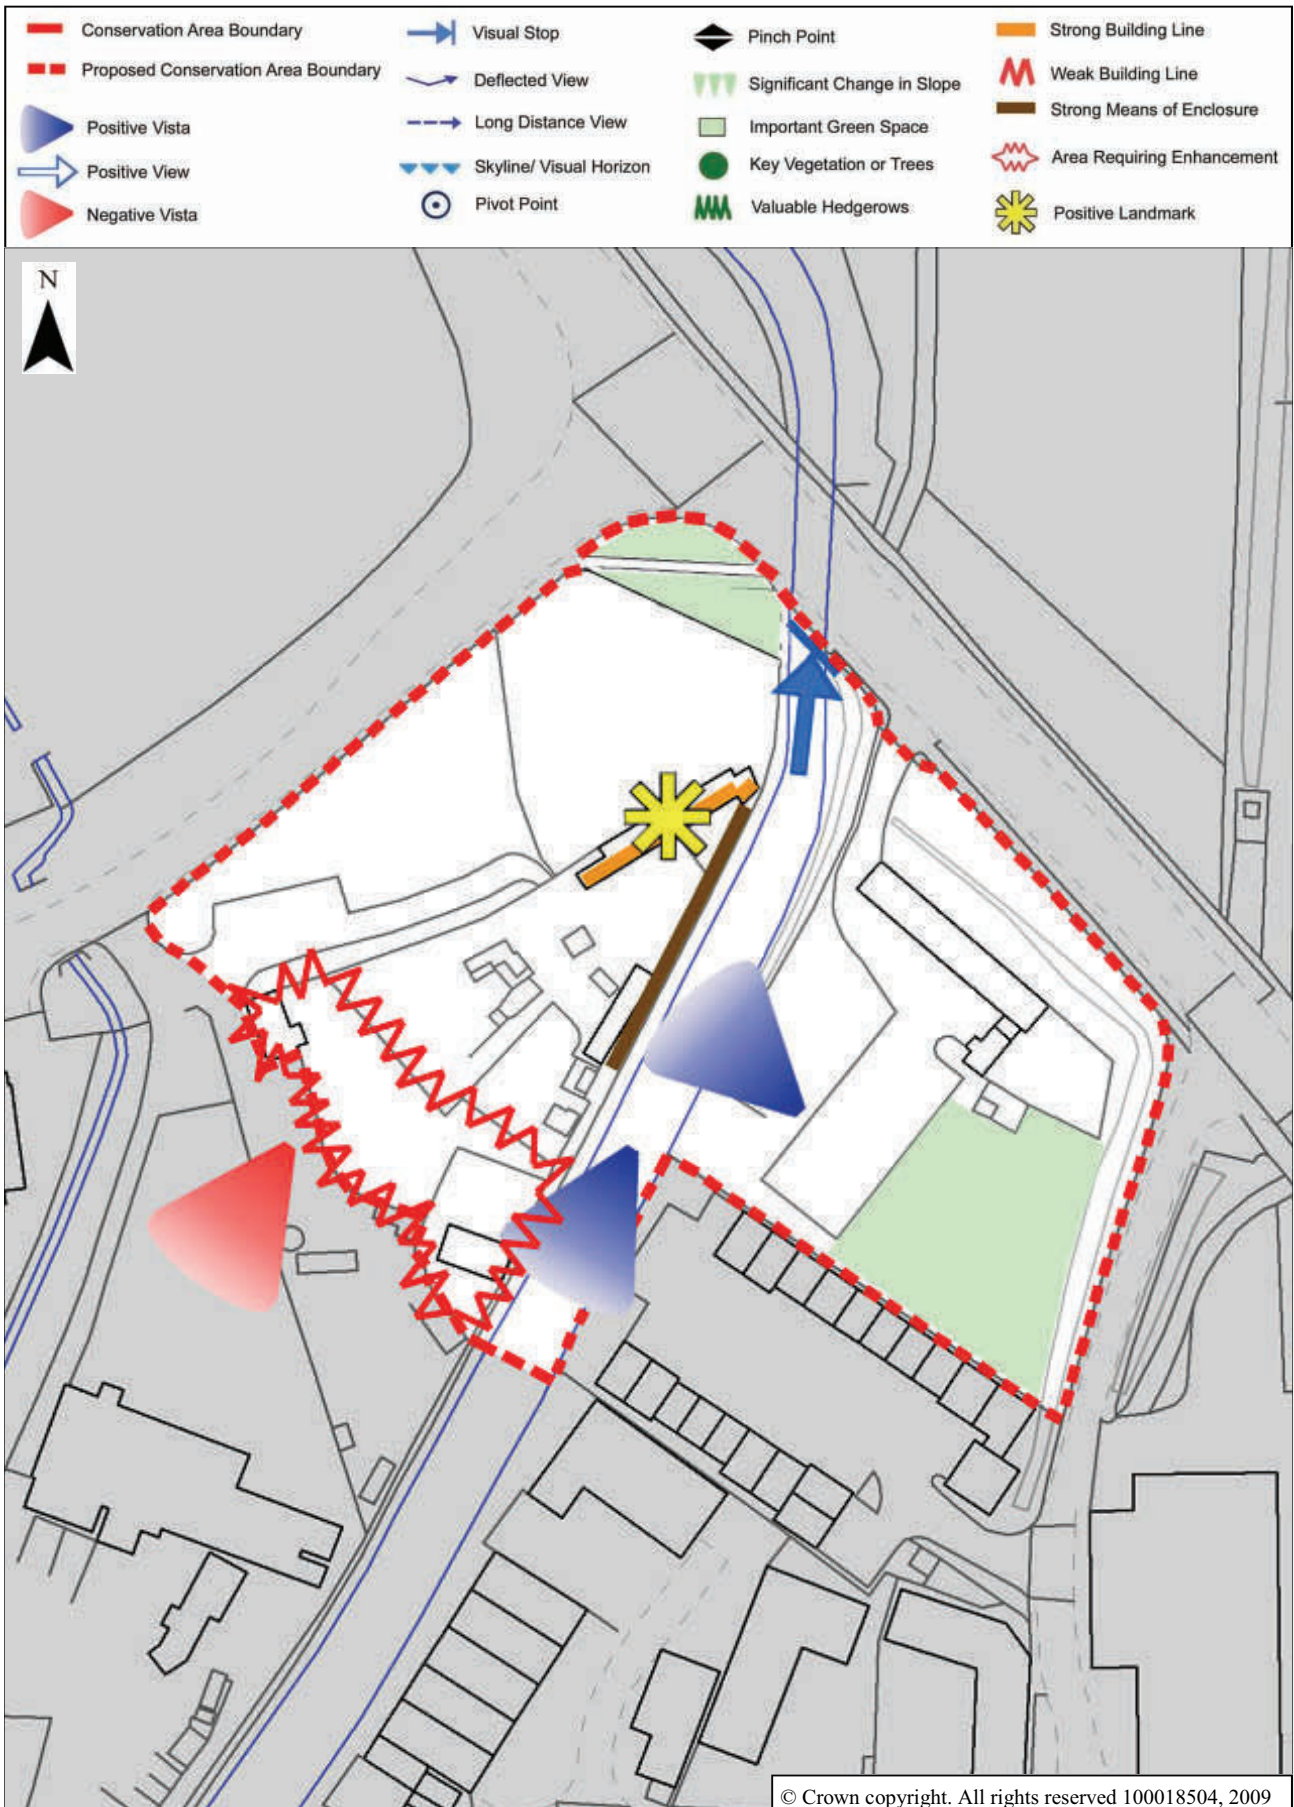 Conservation Area Boundary
Proposed Conservation Area Boundary
Positive Vista
Positive View
Negative Vista
Visual Stop
Deflected View
Long Distance View
Skyline/ Visual Horizon
Pivot Point
Pinch Point
Significant Change in Slope
Important Green Space
Key Vegetation or Trees
Valuable Hedgerows
Strong Building Line
Weak Building Line
Strong Means of Enclosure
Area Requiring Enhancement
Positive Landmark
N
© Crown copyright. All rights reserved 100018504, 2009